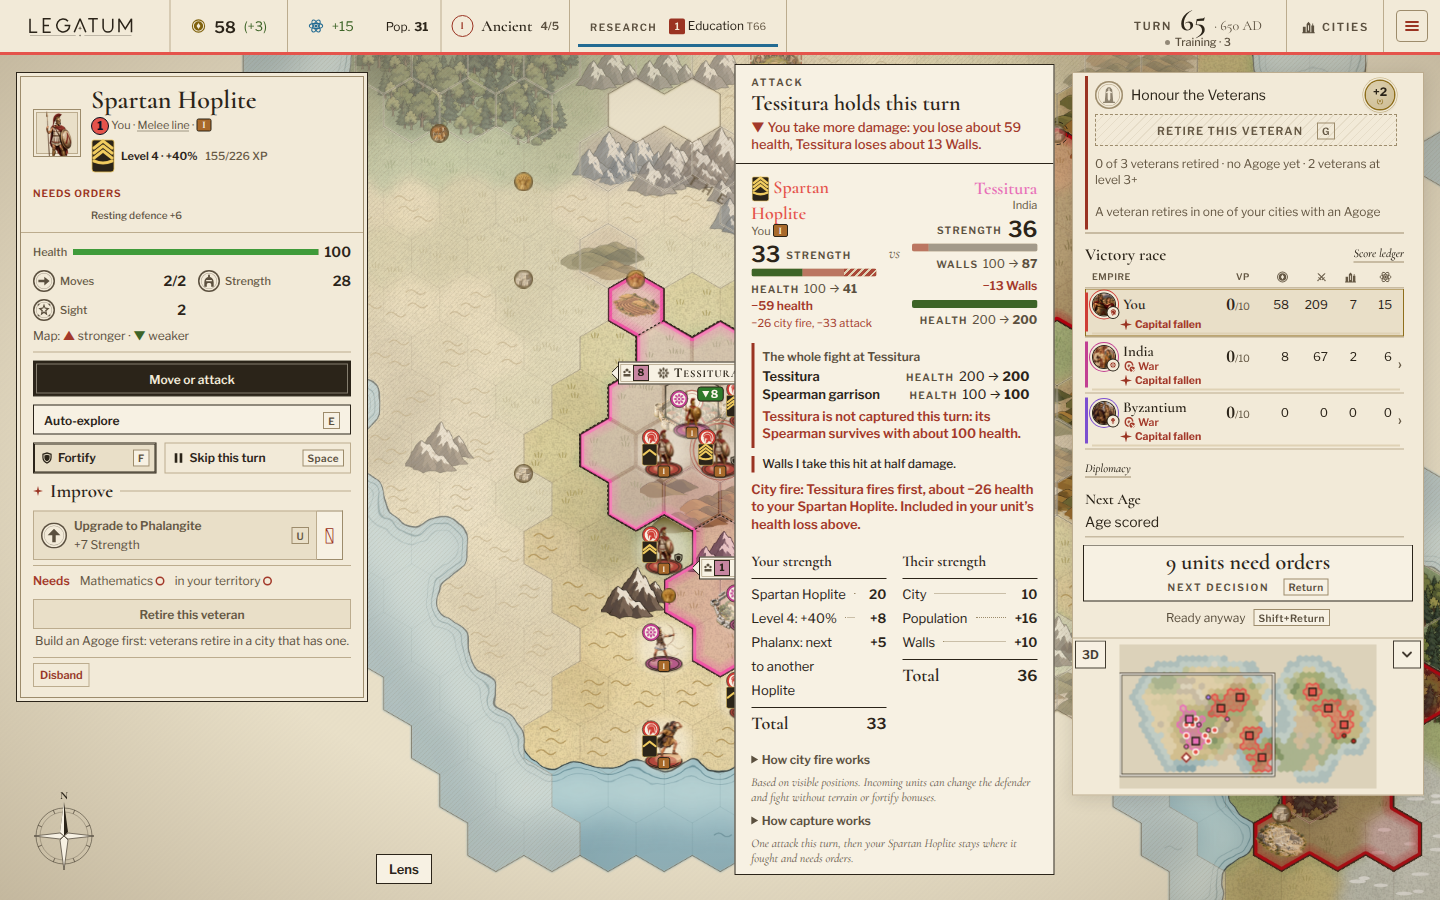 LEGATUM
58 (+3)
+15
Pop. 31
I Ancient 4/5
RESEARCH 1 Education T66
TURN 65 · 650 AD
Training · 3
CITIES
Spartan Hoplite
1 You · Melee line · I
Level 4 · +40% 155/226 XP
NEEDS ORDERS
Resting defence +6
Health 100
Moves 2/2 Strength 28
Sight 2
Map: ▲ stronger · ▼ weaker
Move or attack
Auto-explore E
Fortify F Skip this turn Space
Improve
Upgrade to Phalangite
+7 Strength U
Needs Mathematics in your territory
Retire this veteran
Build an Agoge first: veterans retire in a city that has one.
Disband
N
Lens
8 TESSITURA
▼8
1
ATTACK
Tessitura holds this turn
▼ You take more damage: you lose about 59
health, Tessitura loses about 13 Walls.
Spartan
Hoplite
You I
33 STRENGTH
HEALTH 100 → 41
−59 health
−26 city fire, −33 attack
vs
Tessitura
India
STRENGTH 36
WALLS 100 → 87
−13 Walls
HEALTH 200 → 200
The whole fight at Tessitura
Tessitura HEALTH 200 → 200
Spearman garrison HEALTH 100 → 100
Tessitura is not captured this turn: its
Spearman survives with about 100 health.
Walls I take this hit at half damage.
City fire: Tessitura fires first, about −26 health
to your Spartan Hoplite. Included in your unit's
health loss above.
Your strength
Spartan Hoplite 20
Level 4: +40% +8
Phalanx: next +5
to another
Hoplite
Total 33
Their strength
City 10
Population +16
Walls +10
Total 36
▶ How city fire works
Based on visible positions. Incoming units can change the defender
and fight without terrain or fortify bonuses.
▶ How capture works
One attack this turn, then your Spartan Hoplite stays where it
fought and needs orders.
Honour the Veterans +2
RETIRE THIS VETERAN G
0 of 3 veterans retired · no Agoge yet · 2 veterans at
level 3+
A veteran retires in one of your cities with an Agoge
Victory race Score ledger
EMPIRE VP
You 0/10 58 209 7 15
Capital fallen
India 0/10 8 67 2 6 ›
War
Capital fallen
Byzantium 0/10 0 0 0 0 ›
War
Capital fallen
Diplomacy
Next Age
Age scored
9 units need orders
NEXT DECISION Return
Ready anyway Shift+Return
3D